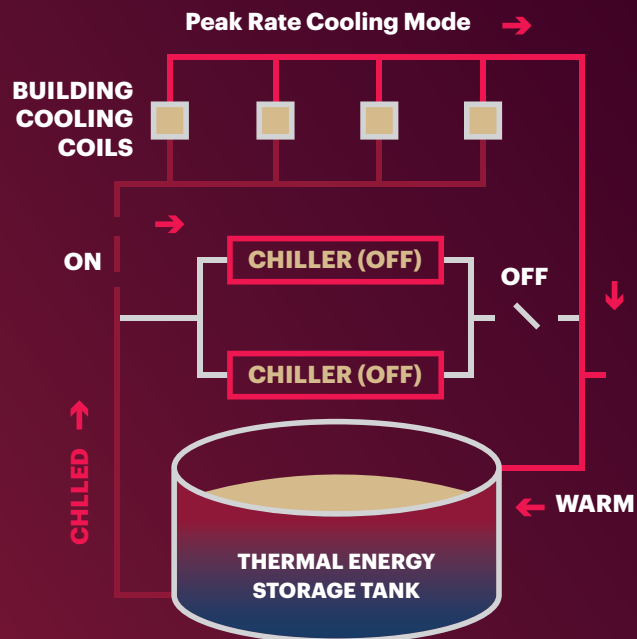 Peak Rate Cooling Mode
BUILDING
COOLING
COILS
ON
CHILLER (OFF)
OFF
CHILLER (OFF)
CHLLED
WARM
THERMAL ENERGY
STORAGE TANK